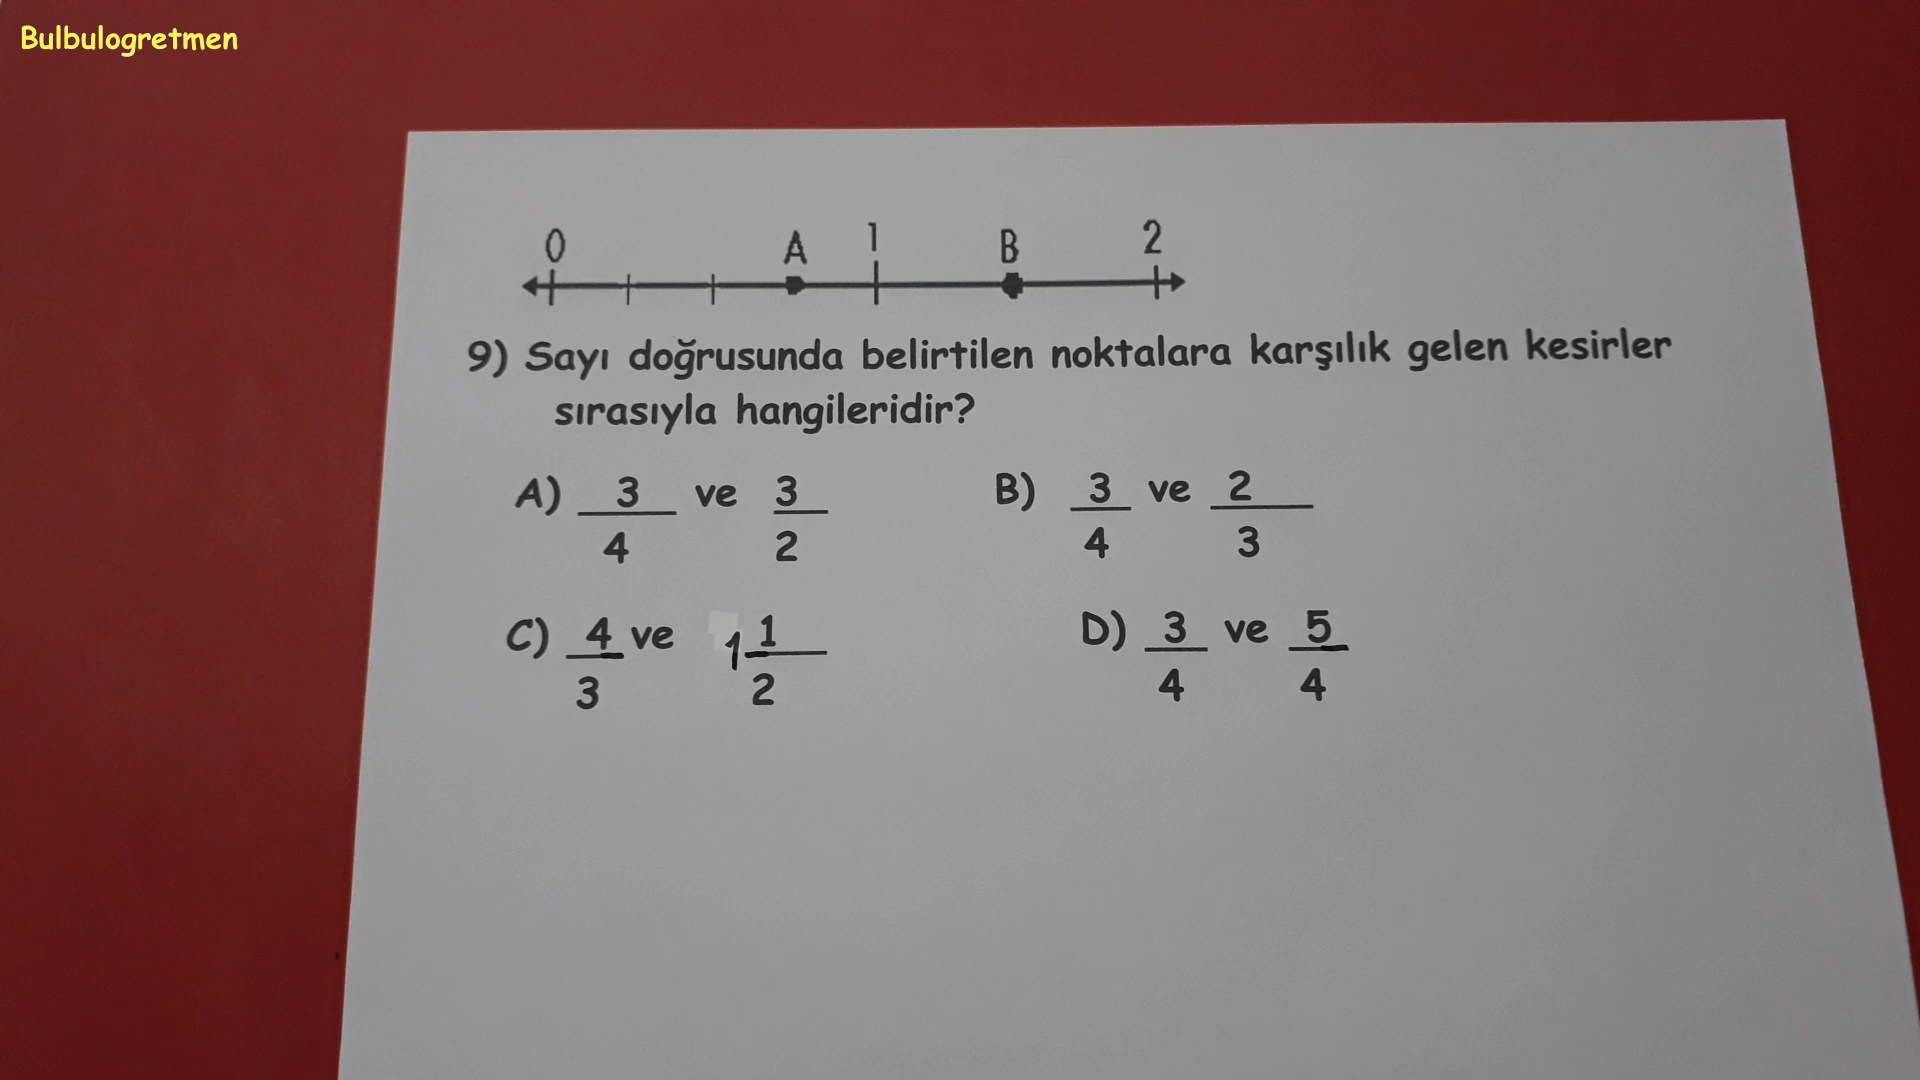 Bulbulogretmen
0 A 1 B 2
9) Sayı doğrusunda belirtilen noktalara karşılık gelen kesirler
sırasıyla hangileridir?
A) 3/4 ve 3/2 B) 3/4 ve 2/3
C) 4/3 ve 1 1/2 D) 3/4 ve 5/4